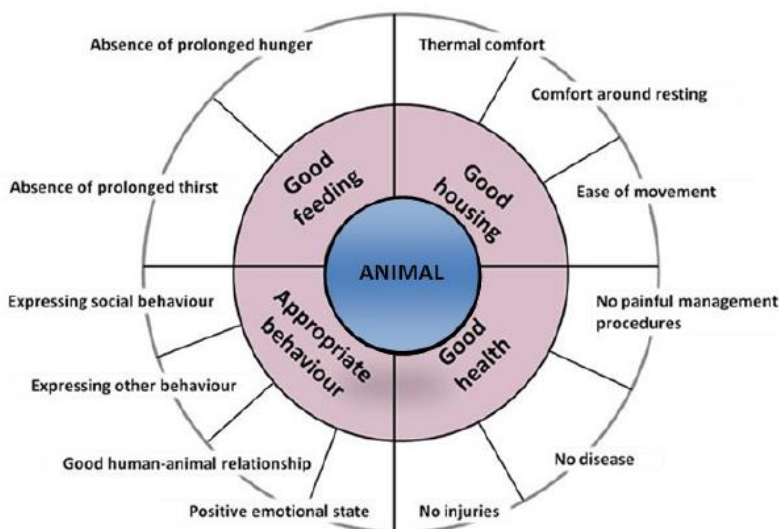 Absence of prolonged hunger
Thermal comfort
Comfort around resting
Absence of prolonged thirst
Good
feeding
Good
housing
Ease of movement
ANIMAL
Expressing social behaviour
No painful management
procedures
Appropriate
behaviour
Good
health
Expressing other behaviour
Good human-animal relationship
No disease
Positive emotional state
No injuries